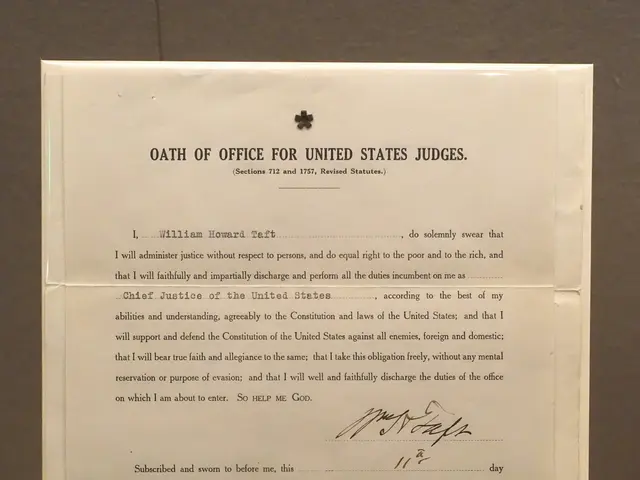 OATH OF OFFICE FOR UNITED STATES JUDGES.
(Sections 712 and 1757, Revised Statutes.)
I, William Howard Taft, do solemnly swear that
I will administer justice without respect to persons, and do equal right to the poor and to the rich, and
that I will faithfully and impartially discharge and perform all the duties incumbent on me as
Chief Justice of the United States, according to the best of my
abilities and understanding, agreeably to the Constitution and laws of the United States; and that I
will support and defend the Constitution of the United States against all enemies, foreign and domestic;
that I will bear true faith and allegiance to the same; that I take this obligation freely, without any mental
reservation or purpose of evasion; and that I will well and faithfully discharge the duties of the office
on which I am about to enter. So help me God.
Wm H Taft
Subscribed and sworn to before me, this 11th day